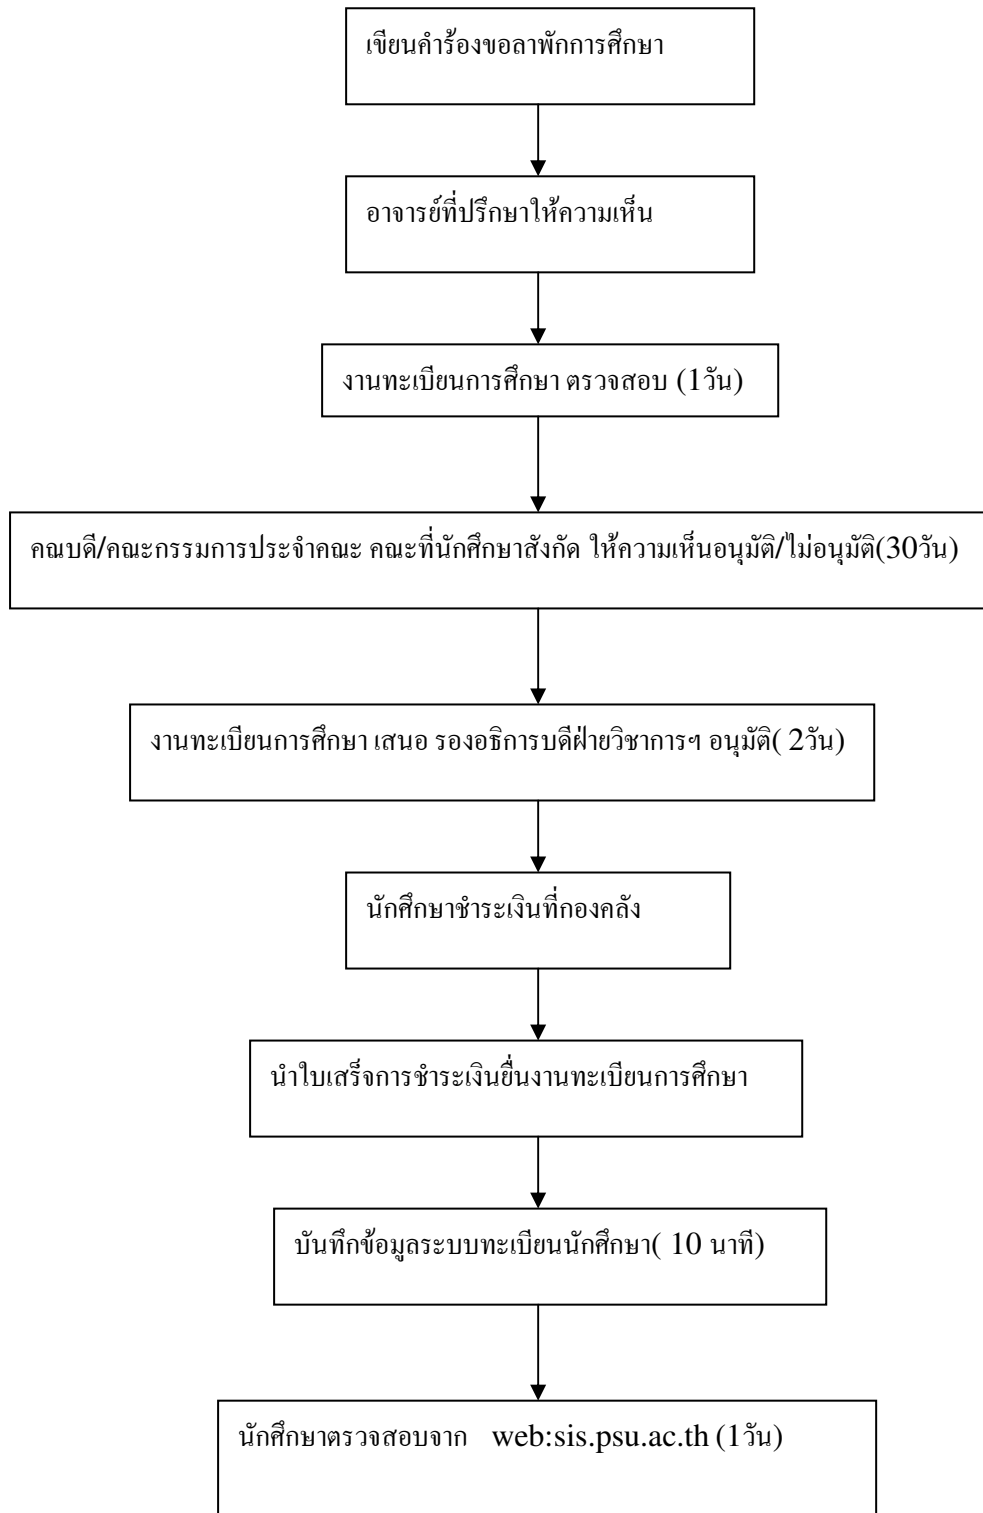 เขียนคำร้องขอลาพักการศึกษา
อาจารย์ที่ปรึกษาให้ความเห็น
งานทะเบียนการศึกษา ตรวจสอบ (1วัน)
คณบดี/คณะกรรมการประจำคณะ คณะที่นักศึกษาสังกัด ให้ความเห็นอนุมัติ/ไม่อนุมัติ(30วัน)
งานทะเบียนการศึกษา เสนอ รองอธิการบดีฝ่ายวิชาการฯ อนุมัติ( 2วัน)
นักศึกษาชำระเงินที่กองคลัง
นำใบเสร็จการชำระเงินยื่นงานทะเบียนการศึกษา
บันทึกข้อมูลระบบทะเบียนนักศึกษา( 10 นาที)
นักศึกษาตรวจสอบจาก web:sis.psu.ac.th (1วัน)